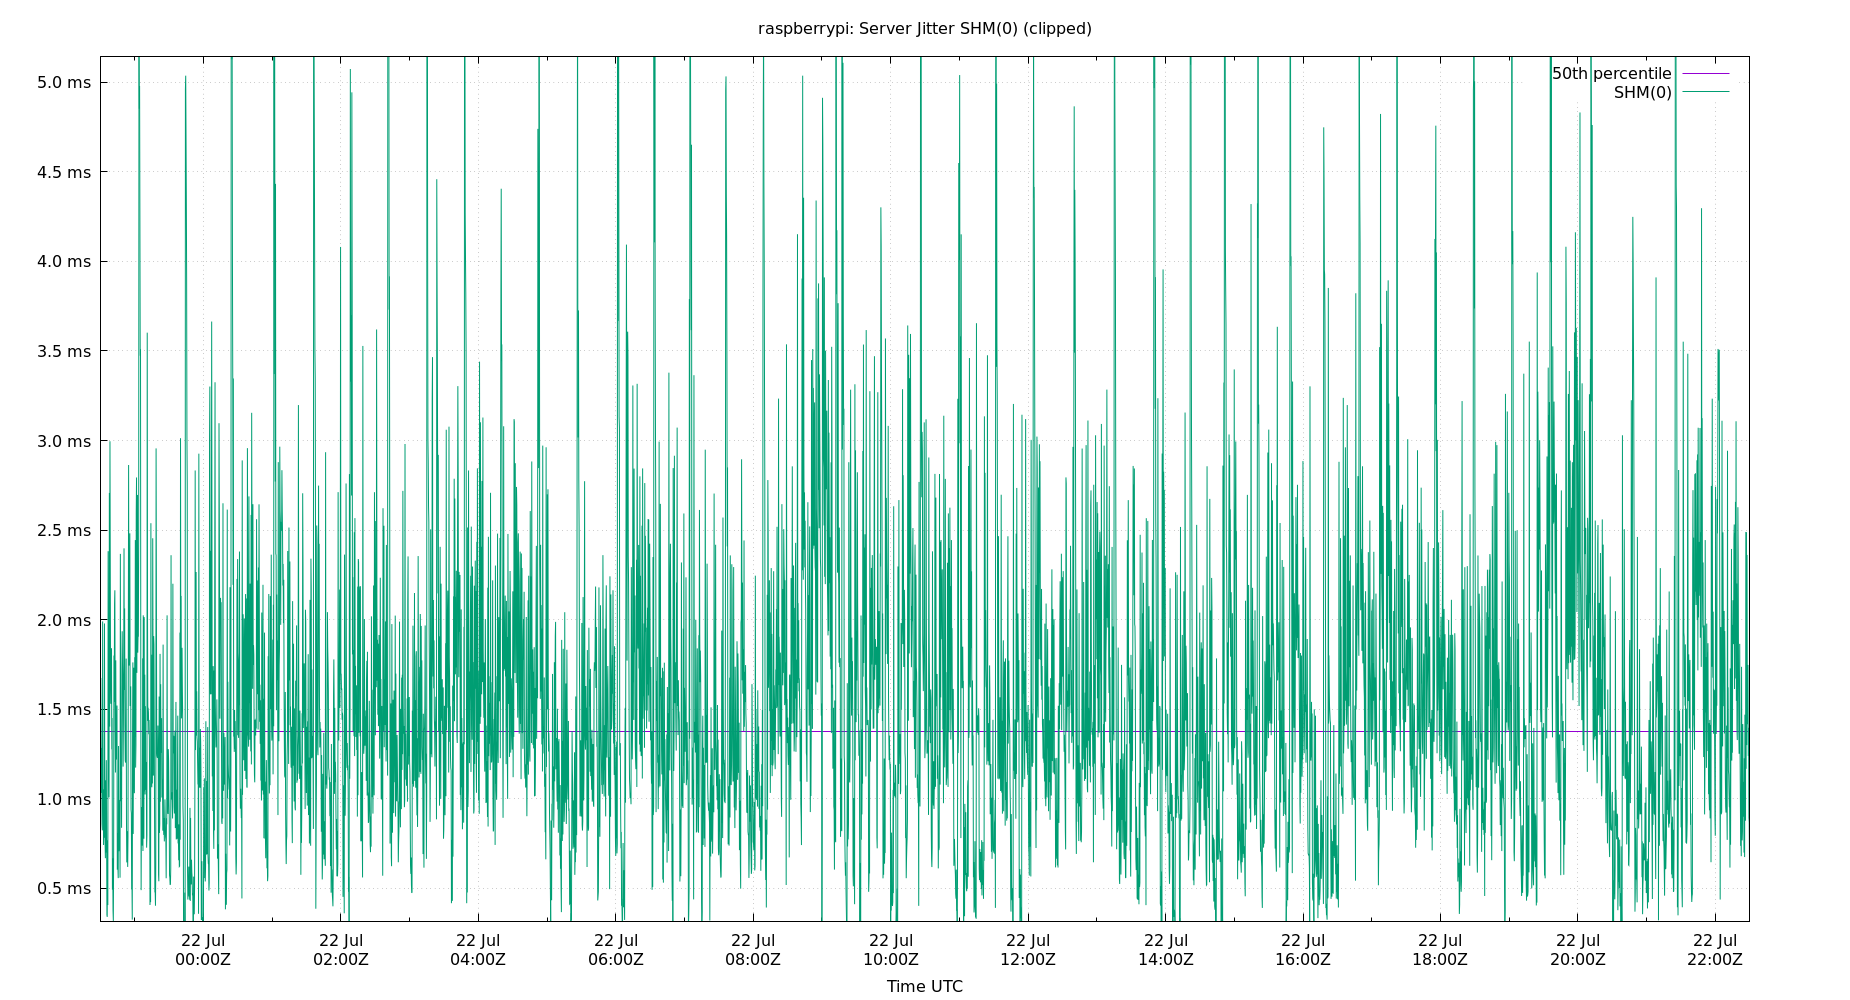 raspberrypi: Server Jitter SHM(0) (clipped)
50th percentile
SHM(0)
5.0 ms
4.5 ms
4.0 ms
3.5 ms
3.0 ms
2.5 ms
2.0 ms
1.5 ms
1.0 ms
0.5 ms
22 Jul 22 Jul 22 Jul 22 Jul 22 Jul 22 Jul 22 Jul 22 Jul 22 Jul 22 Jul 22 Jul 22 Jul
00:00Z 02:00Z 04:00Z 06:00Z 08:00Z 10:00Z 12:00Z 14:00Z 16:00Z 18:00Z 20:00Z 22:00Z
Time UTC